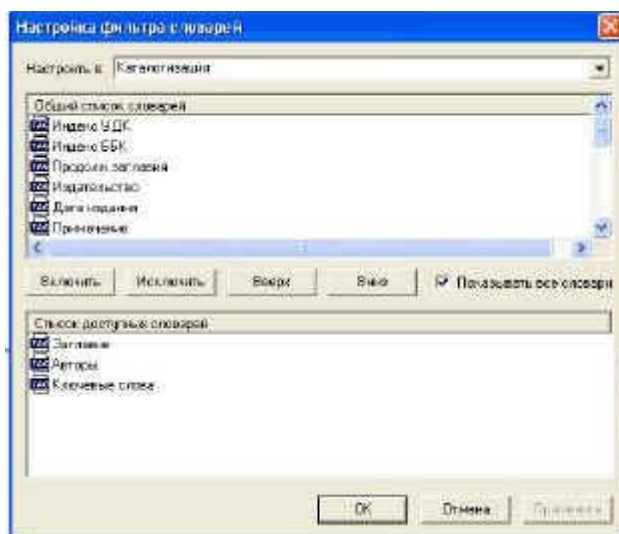 Настройка фильтра словарей
Настроить в: Каталогизация
Общий список словарей
Индекс УДК
Индекс ББК
Продолж. заглавия
Издательство
Дата издания
Примечание
Включить Исключить Вверх Вниз Показывать все словари
Список доступных словарей
Заглавие
Авторы
Ключевые слова
OK Отмена Применить